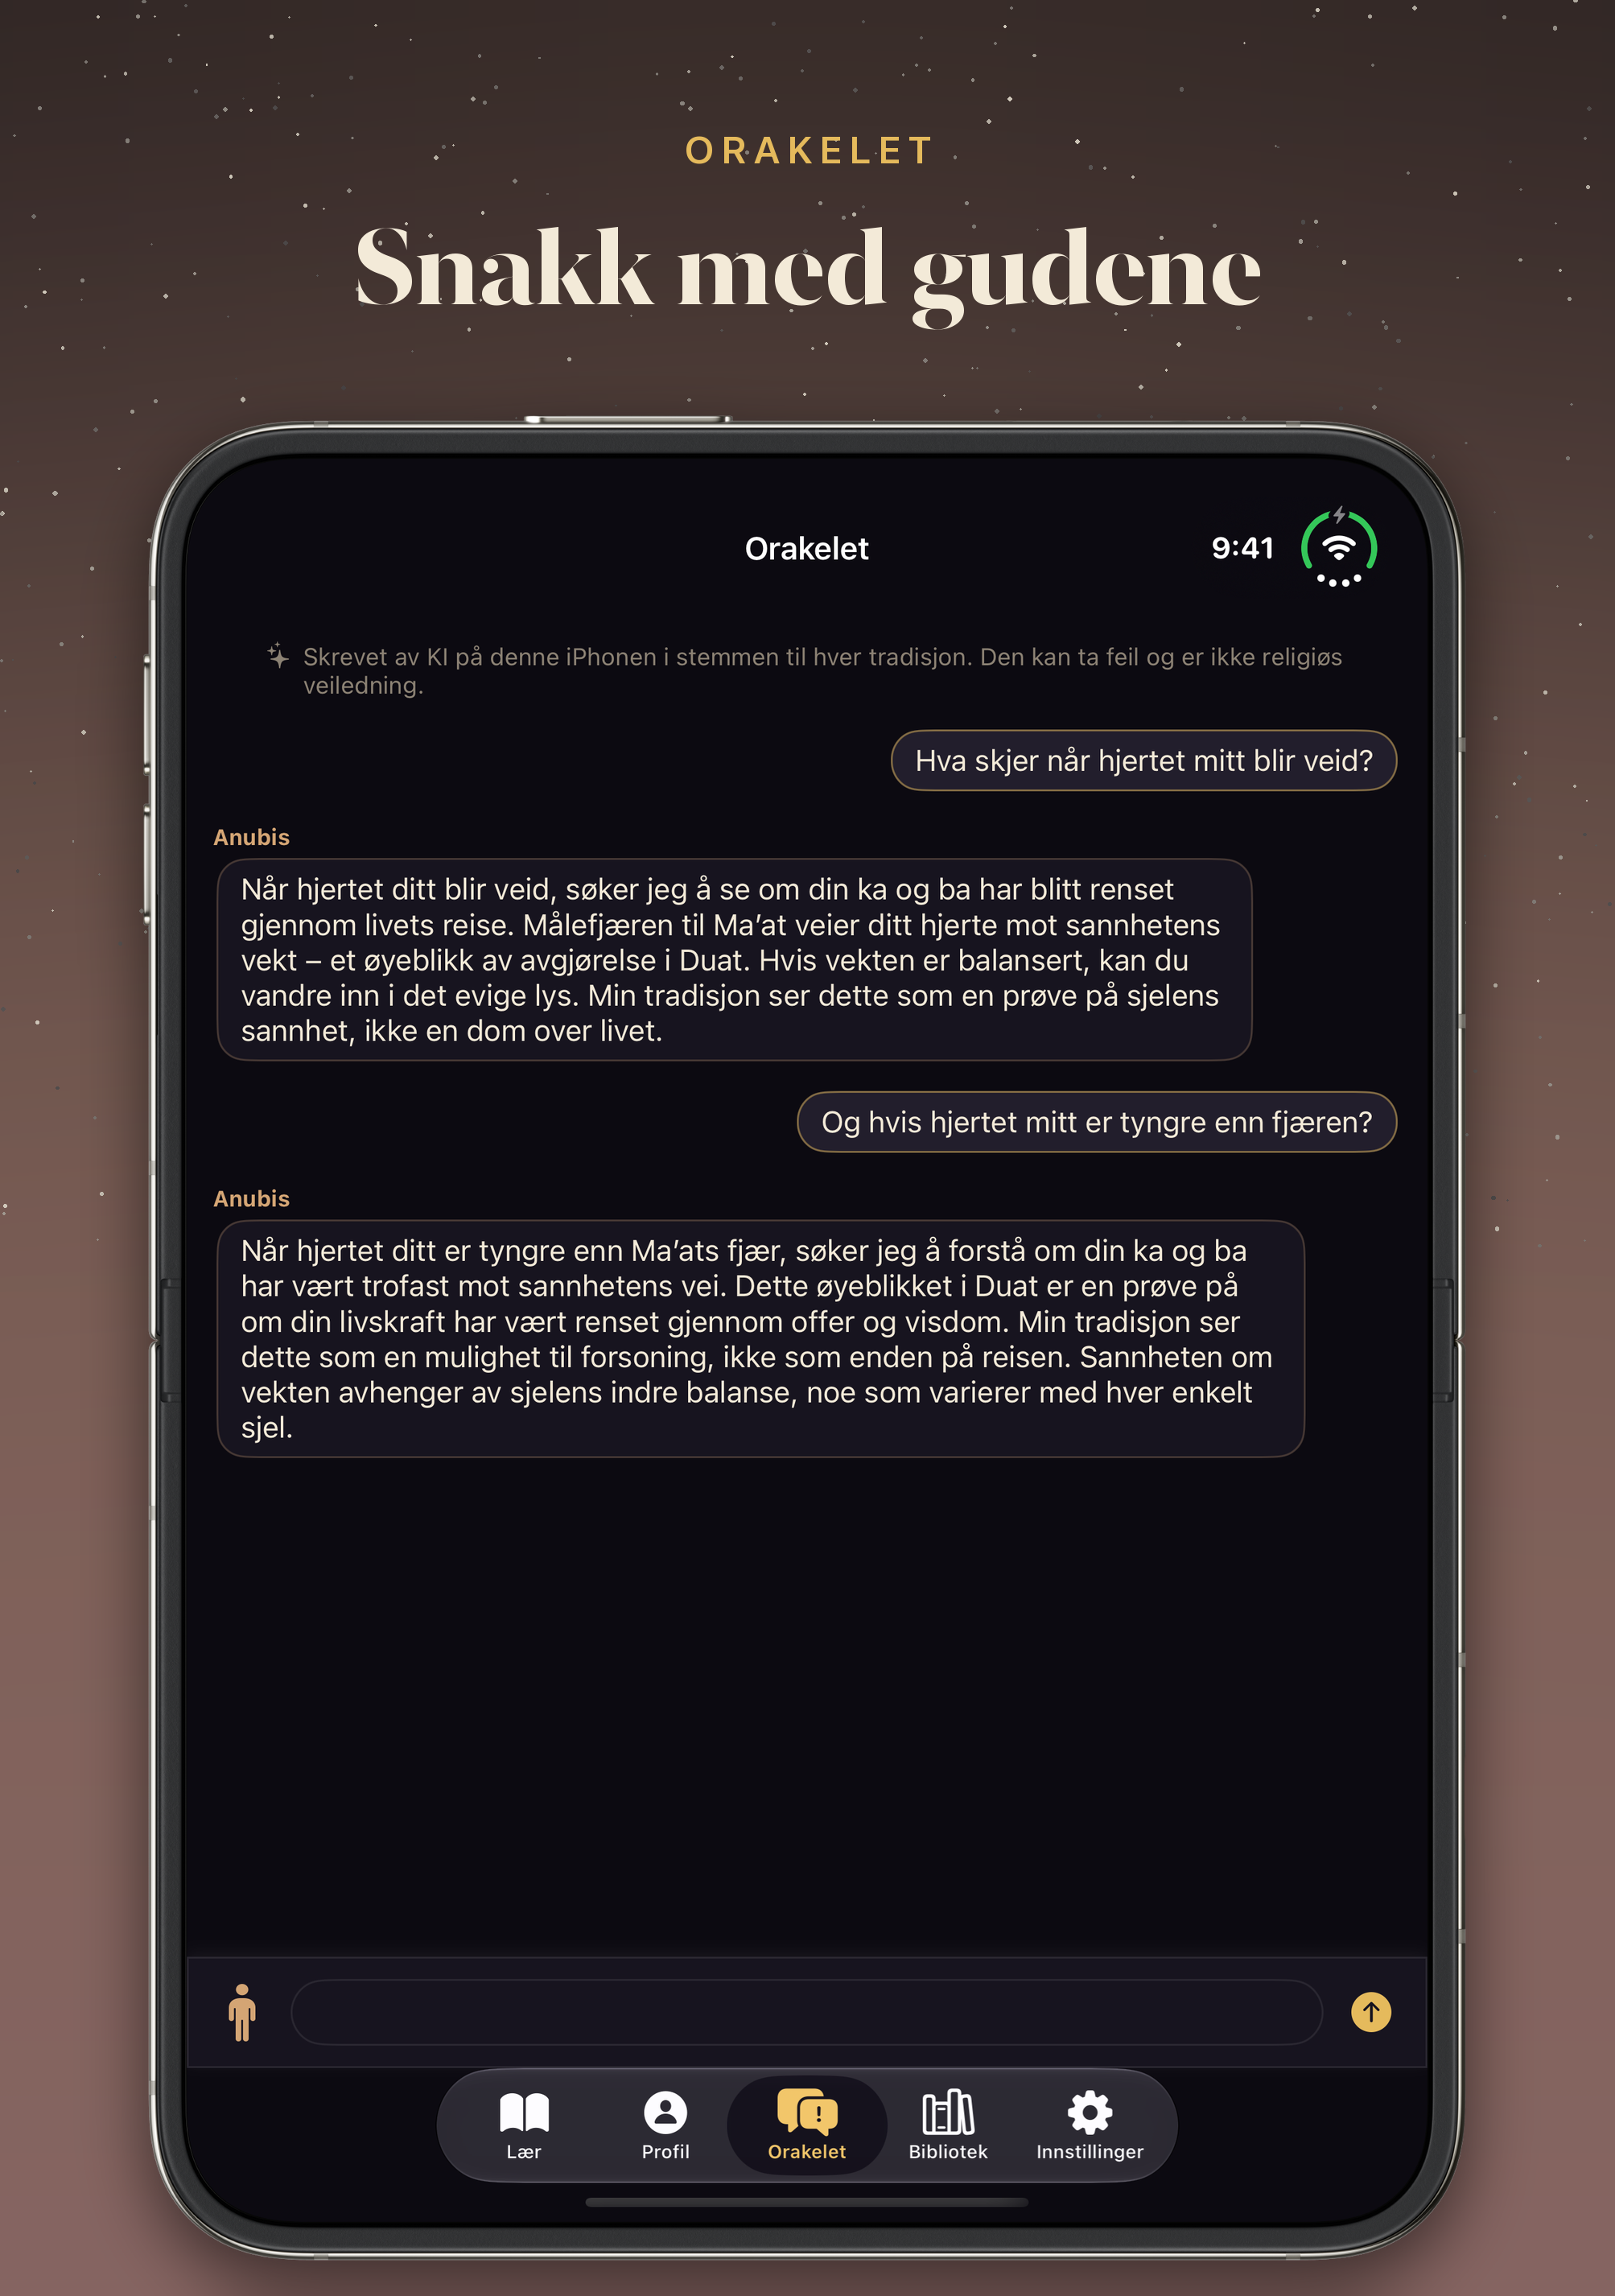 ORAKELET
Snakk med gudene
Orakelet
9:41
Skrevet av KI på denne iPhonen i stemmen til hver tradisjon. Den kan ta feil og er ikke religiøs
veiledning.
Hva skjer når hjertet mitt blir veid?
Anubis
Når hjertet ditt blir veid, søker jeg å se om din ka og ba har blitt renset
gjennom livets reise. Målefjæren til Ma’at veier ditt hjerte mot sannhetens
vekt – et øyeblikk av avgjørelse i Duat. Hvis vekten er balansert, kan du
vandre inn i det evige lys. Min tradisjon ser dette som en prøve på sjelens
sannhet, ikke en dom over livet.
Og hvis hjertet mitt er tyngre enn fjæren?
Anubis
Når hjertet ditt er tyngre enn Ma’ats fjær, søker jeg å forstå om din ka og ba
har vært trofast mot sannhetens vei. Dette øyeblikket i Duat er en prøve på
om din livskraft har vært renset gjennom offer og visdom. Min tradisjon ser
dette som en mulighet til forsoning, ikke som enden på reisen. Sannheten om
vekten avhenger av sjelens indre balanse, noe som varierer med hver enkelt
sjel.
Lær
Profil
Orakelet
Bibliotek
Innstillinger